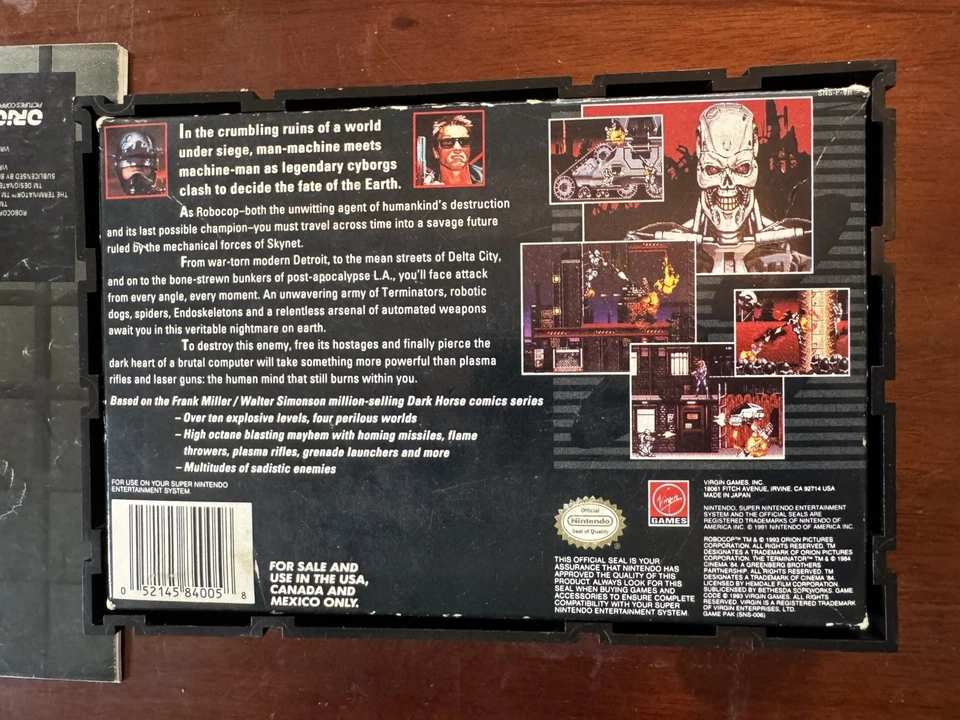 In the crumbling ruins of a world
under siege, man-machine meets
machine-man as legendary cyborgs
clash to decide the fate of the Earth.
As Robocop–both the unwitting agent of humankind's destruction
and its last possible champion–you must travel across time into a savage future
ruled by the mechanical forces of Skynet.
From war-torn modern Detroit, to the mean streets of Delta City,
and on to the bone-strewn bunkers of post-apocalypse L.A., you'll face attack
from every angle, every moment. An unwavering army of Terminators, robotic
dogs, spiders, Endoskeletons and a relentless arsenal of automated weapons
await you in this veritable nightmare on earth.
To destroy this enemy, free its hostages and finally pierce the
dark heart of a brutal computer will take something more powerful than plasma
rifles and laser guns: the human mind that still burns within you.
Based on the Frank Miller / Walter Simonson million-selling Dark Horse comics series
– Over ten explosive levels, four perilous worlds
– High octane blasting mayhem with homing missiles, flame
throwers, plasma rifles, grenade launchers and more
– Multitudes of sadistic enemies
FOR USE ON YOUR SUPER NINTENDO
ENTERTAINMENT SYSTEM
0 52145 84005 8
FOR SALE AND
USE IN THE USA,
CANADA AND
MEXICO ONLY.
Official
Nintendo
Seal of Quality
THIS OFFICIAL SEAL IS YOUR
ASSURANCE THAT NINTENDO HAS
APPROVED THE QUALITY OF THIS
PRODUCT. ALWAYS LOOK FOR THIS
SEAL WHEN BUYING GAMES AND
ACCESSORIES TO ENSURE COMPLETE
COMPATIBILITY WITH YOUR SUPER
NINTENDO ENTERTAINMENT SYSTEM.
Virgin
GAMES
VIRGIN GAMES, INC.
18061 FITCH AVENUE, IRVINE, CA 92714 USA
MADE IN JAPAN
NINTENDO, SUPER NINTENDO ENTERTAINMENT
SYSTEM AND THE OFFICIAL SEALS ARE
REGISTERED TRADEMARKS OF NINTENDO OF
AMERICA INC. © 1991 NINTENDO OF AMERICA INC.
ROBOCOP™ & © 1993 ORION PICTURES
CORPORATION. ALL RIGHTS RESERVED. TM
DESIGNATES A TRADEMARK OF ORION PICTURES
CORPORATION. THE TERMINATOR™ TM & © 1984
CINEMA '84. A GREENBERG BROTHERS
PARTNERSHIP. ALL RIGHTS RESERVED. TM
DESIGNATES A TRADEMARK OF CINEMA '84.
LICENSED BY HEMDALE FILM CORPORATION.
SUBLICENSED BY BETHESDA SOFTWORKS. GAME
CODE © 1993 VIRGIN GAMES. ALL RIGHTS
RESERVED. VIRGIN IS A REGISTERED TRADEMARK
OF VIRGIN ENTERPRISES, LTD.
GAME PAK (SNS-006)